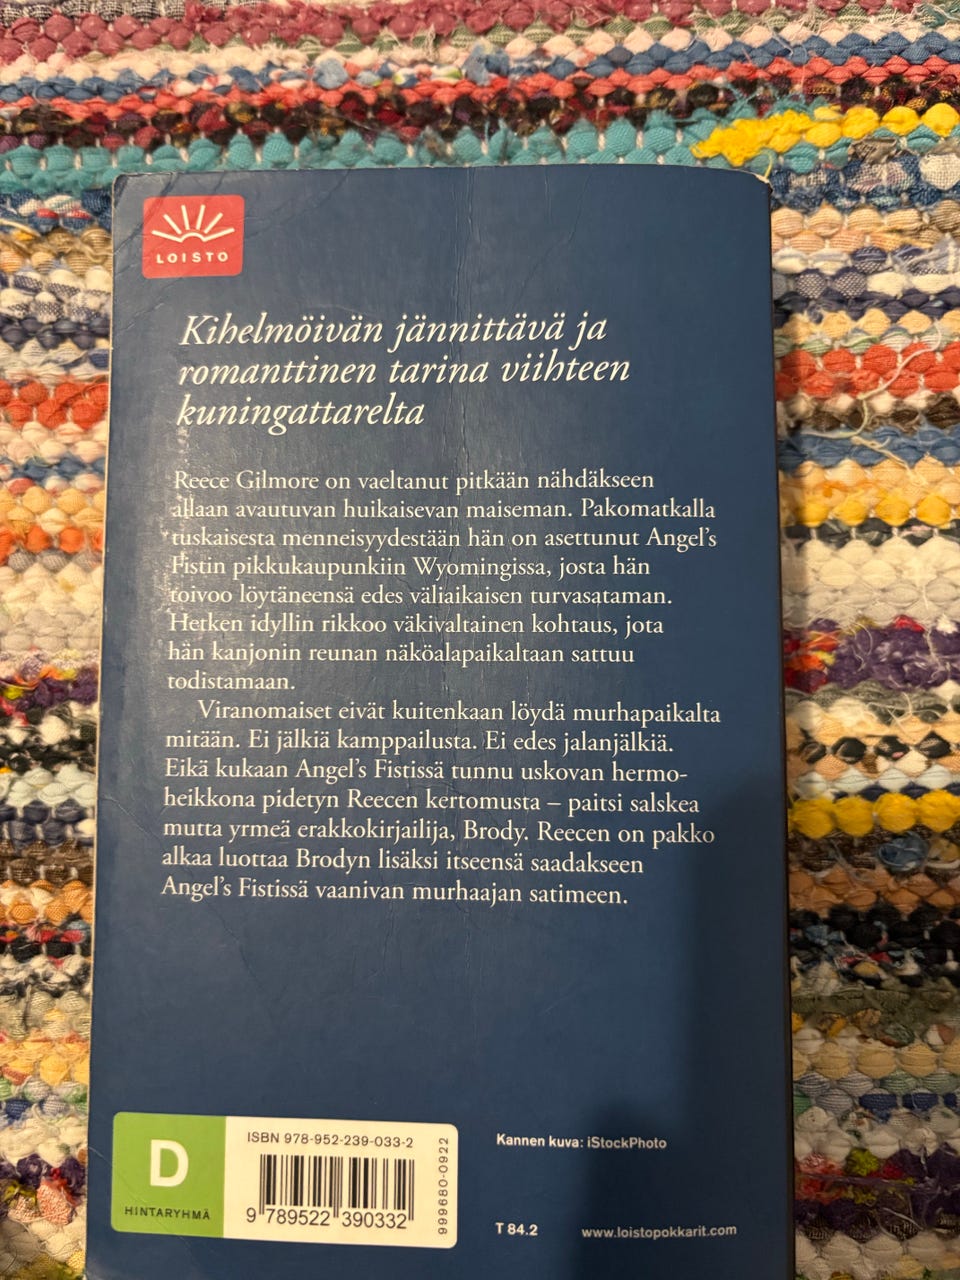 LOISTO
Kihelmöivän jännittävä ja
romanttinen tarina viihteen
kuningattarelta
Reece Gilmore on vaeltanut pitkään nähdäkseen
allaan avautuvan huikaisevan maiseman. Pakomatkalla
tuskaisesta menneisyydestään hän on asettunut Angel's
Fistin pikkukaupunkiin Wyomingissa, josta hän
toivoo löytäneensä edes väliaikaisen turvasataman.
Hetken idyllin rikkoo väkivaltainen kohtaus, jota
hän kanjonin reunan näköalapaikaltaan sattuu
todistamaan.
Viranomaiset eivät kuitenkaan löydä murhapaikalta
mitään. Ei jälkiä kamppailusta. Ei edes jalanjälkiä.
Eikä kukaan Angel's Fistissä tunnu uskovan hermo-
heikkona pidetyn Reecen kertomusta – paitsi salskea
mutta yrmeä erakkokirjailija, Brody. Reecen on pakko
alkaa luottaa Brodyn lisäksi itseensä saadakseen
Angel's Fistissä vaanivan murhaajan satimeen.
D
HINTARYHMÄ
ISBN 978-952-239-033-2
9 789522 390332
999680-0922
Kannen kuva: iStockPhoto
T 84.2
www.loistopokkarit.com